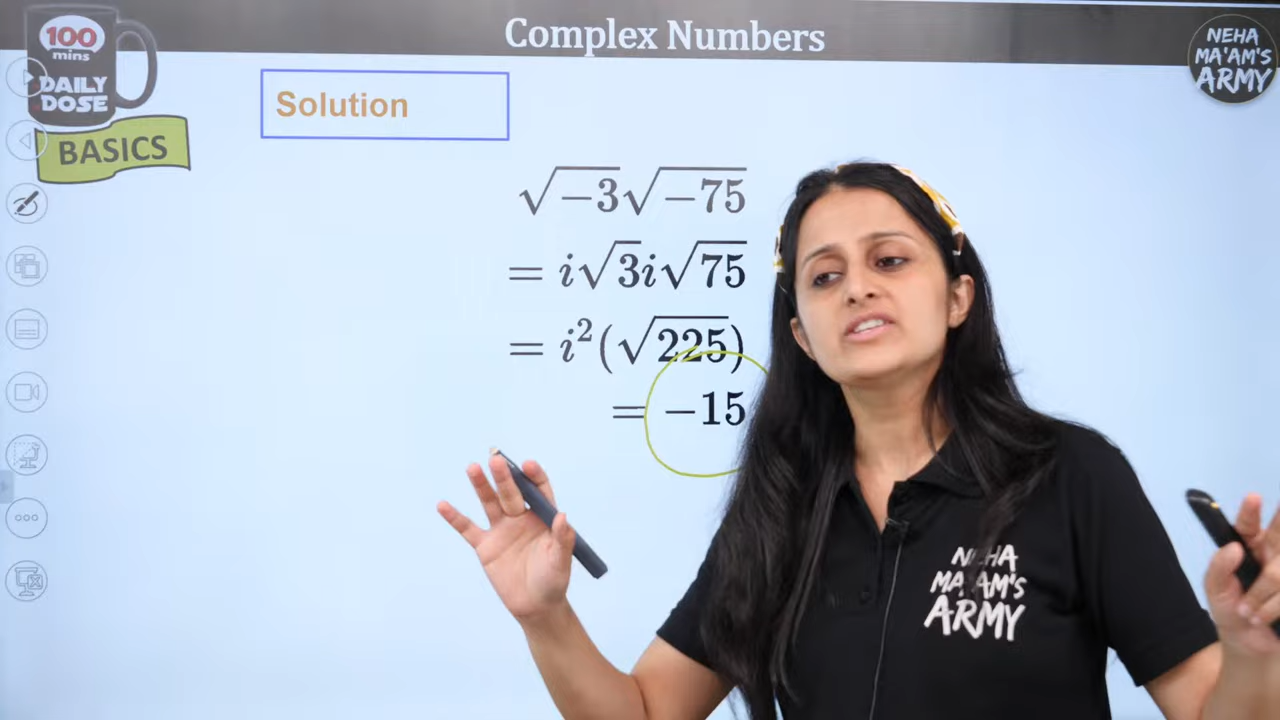 Complex Numbers
100
mins
DAILY
DOSE
BASICS
NEHA
MA'AM'S
ARMY
Solution
√−3√−75
= i√3i√75
= i²(√225)
= −15
NEHA
MA'AM'S
ARMY